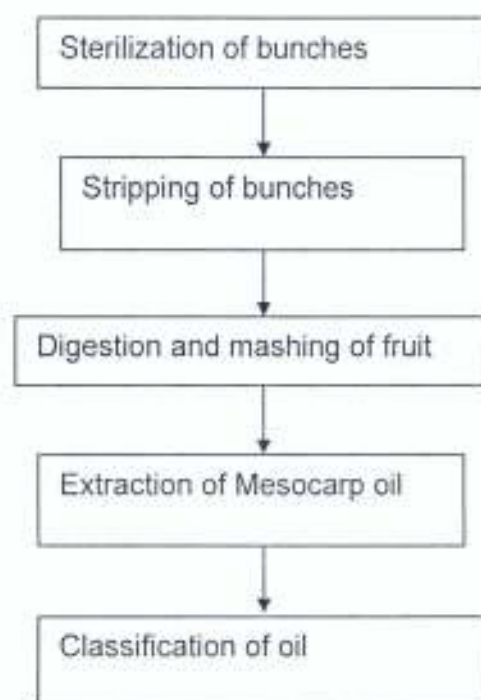 Sterilization of bunches
Stripping of bunches
Digestion and mashing of fruit
Extraction of Mesocarp oil
Classification of oil